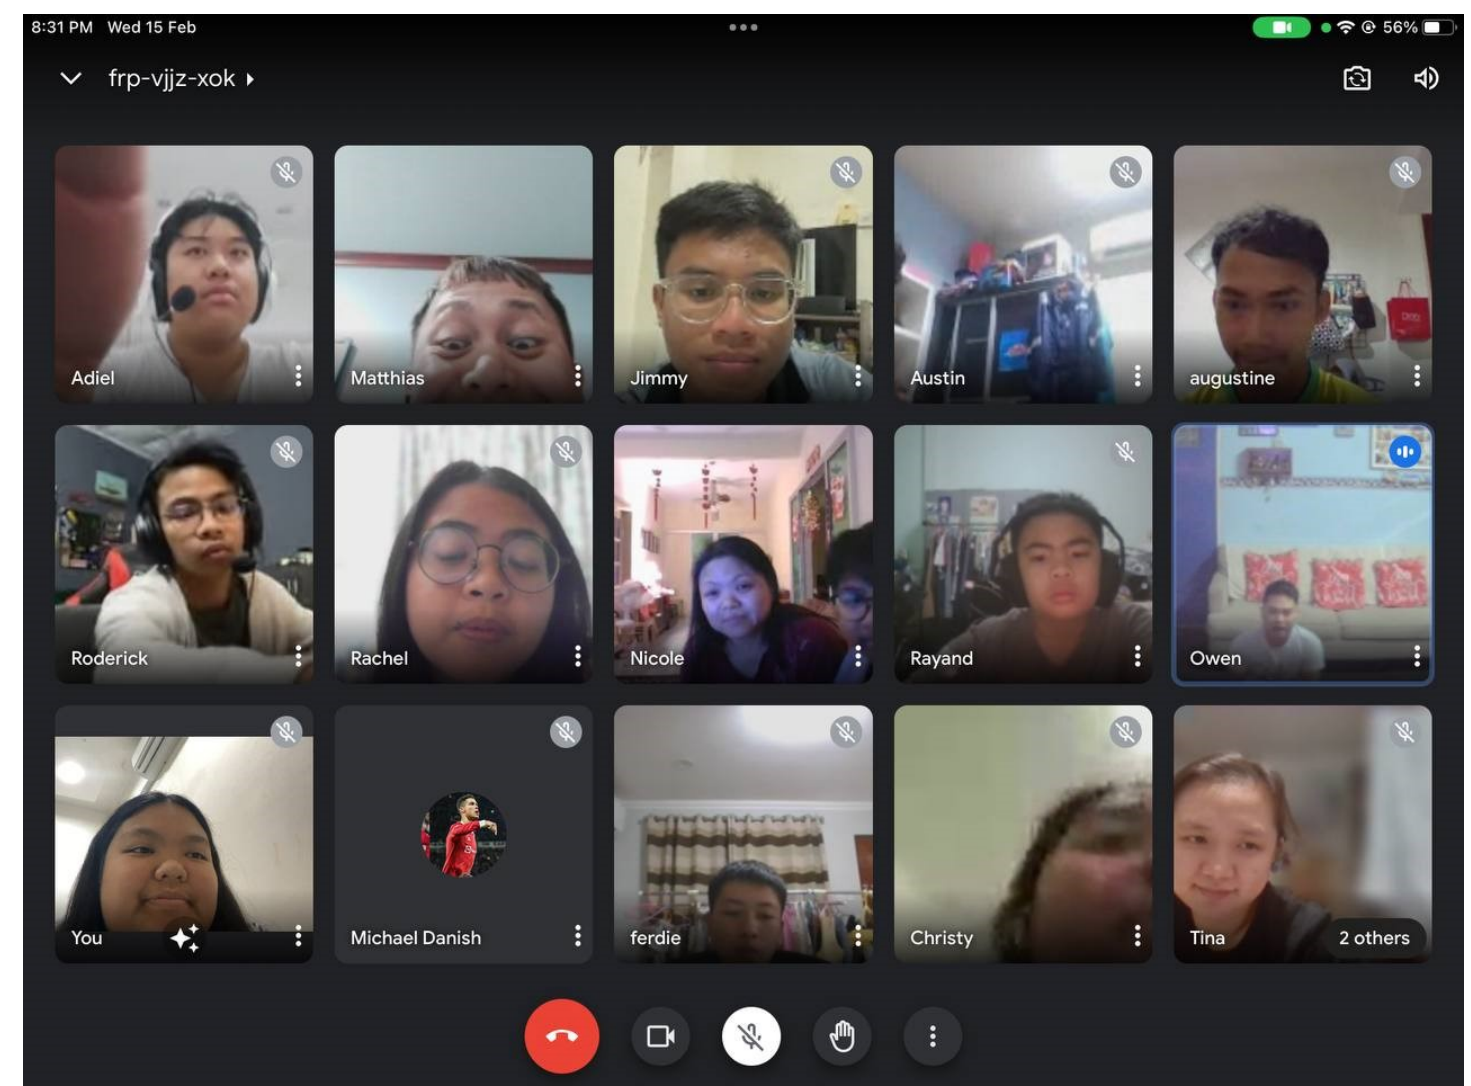 8:31 PM Wed 15 Feb
56%
frp-vjjz-xok
Adiel
Matthias
Jimmy
Austin
augustine
Roderick
Rachel
Nicole
Rayand
Owen
You
Michael Danish
ferdie
Christy
Tina
2 others